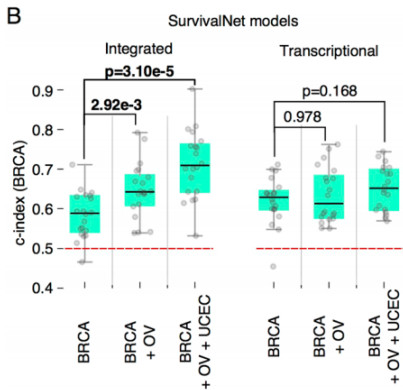 B
SurvivalNet models
Integrated
Transcriptional
p=3.10e-5
2.92e-3
p=0.168
0.978
c-index (BRCA)
0.9
0.8
0.7
0.6
0.5
0.4
BRCA
BRCA
+ OV
BRCA
+ OV + UCEC
BRCA
BRCA
+ OV
BRCA
+ OV + UCEC